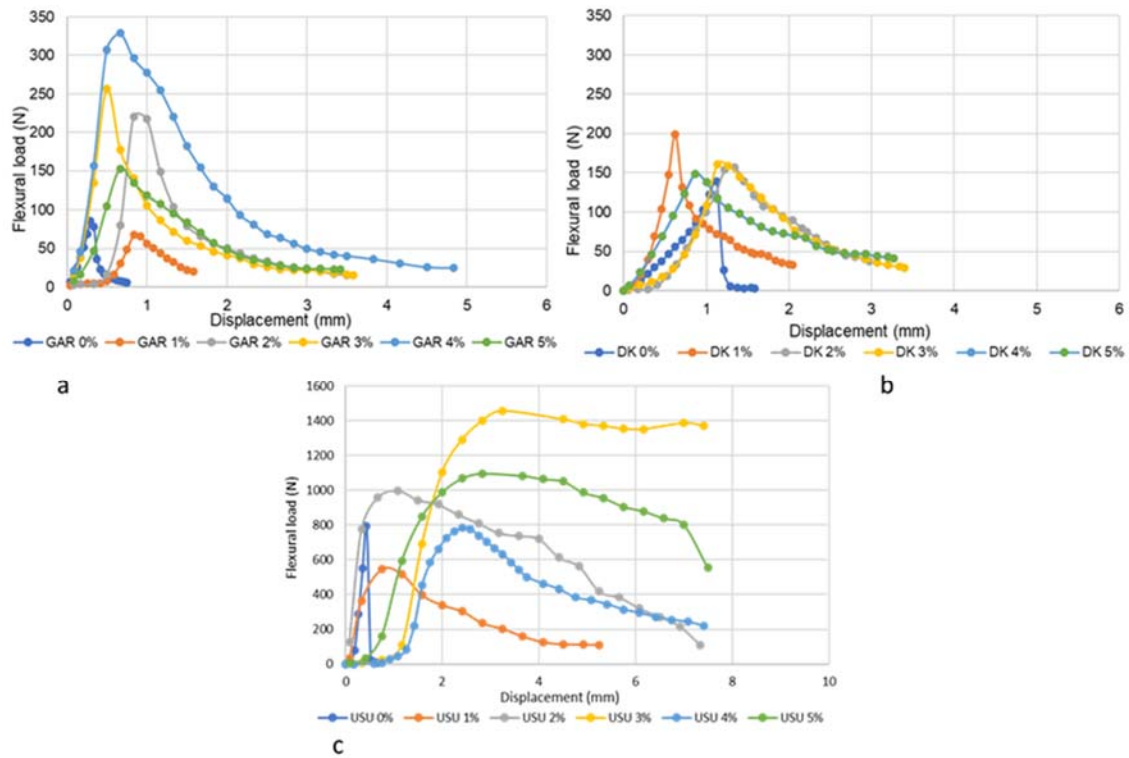 350
300
250
200
150
100
50
0
Flexural load (N)
0 1 2 3 4 5 6
Displacement (mm)
GAR 0% GAR 1% GAR 2% GAR 3% GAR 4% GAR 5%
a
350
300
250
200
150
100
50
0
Flexural load (N)
0 1 2 3 4 5 6
Displacement (mm)
DK 0% DK 1% DK 2% DK 3% DK 4% DK 5%
b
1600
1400
1200
1000
800
600
400
200
0
Flexural load (N)
0 2 4 6 8 10
Displacement (mm)
USU 0% USU 1% USU 2% USU 3% USU 4% USU 5%
c